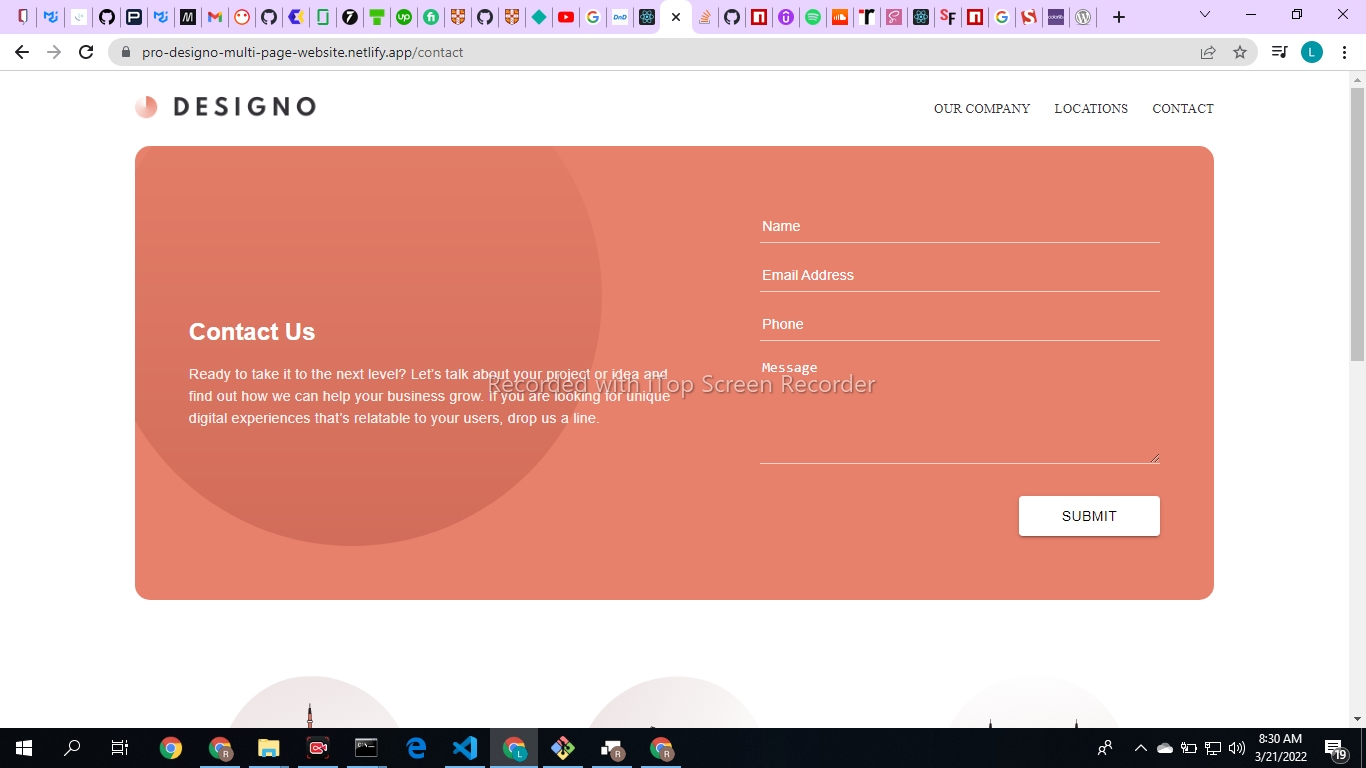 pro-designo-multi-page-website.netlify.app/contact
L
DESIGNO
OUR COMPANY LOCATIONS CONTACT
Name
Email Address
Phone
Message
Contact Us
Ready to take it to the next level? Let's talk about your project or idea and
find out how we can help your business grow. If you are looking for unique
digital experiences that's relatable to your users, drop us a line.
Recorded with iTop Screen Recorder
SUBMIT
8:30 AM
3/21/2022
19